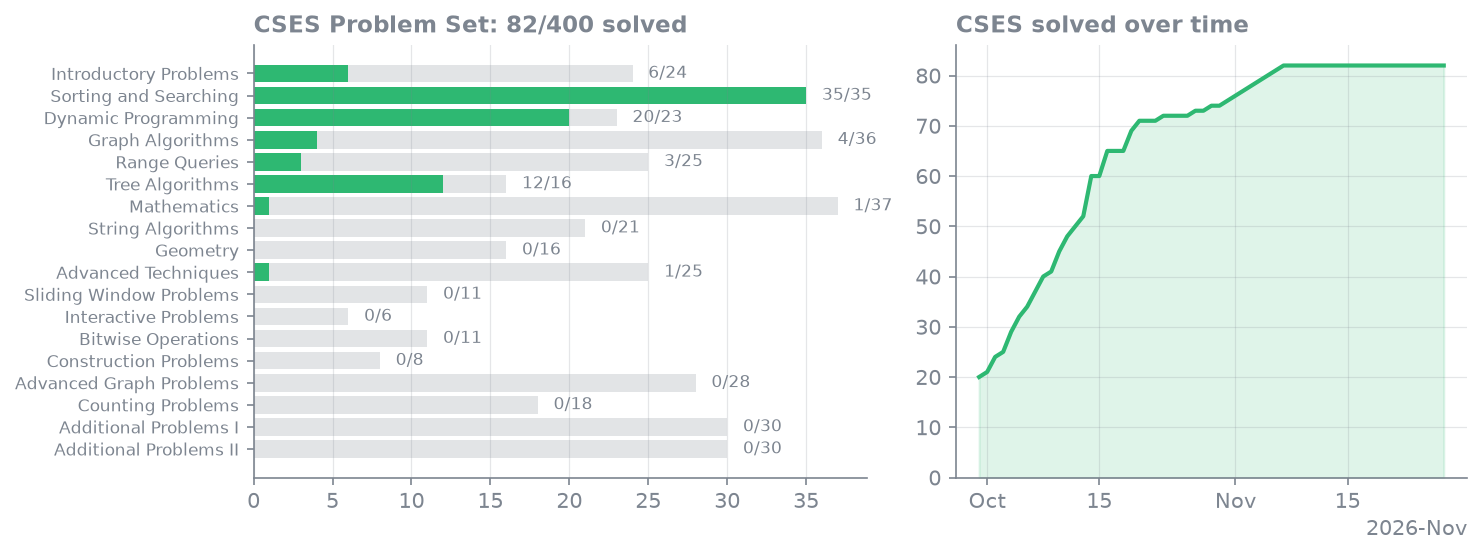 CSES Problem Set: 82/400 solved
Introductory Problems 6/24
Sorting and Searching 35/35
Dynamic Programming 20/23
Graph Algorithms 4/36
Range Queries 3/25
Tree Algorithms 12/16
Mathematics 1/37
String Algorithms 0/21
Geometry 0/16
Advanced Techniques 1/25
Sliding Window Problems 0/11
Interactive Problems 0/6
Bitwise Operations 0/11
Construction Problems 0/8
Advanced Graph Problems 0/28
Counting Problems 0/18
Additional Problems I 0/30
Additional Problems II 0/30
0 5 10 15 20 25 30 35
CSES solved over time
80
70
60
50
40
30
20
10
0
Oct 15 Nov 15
2026-Nov